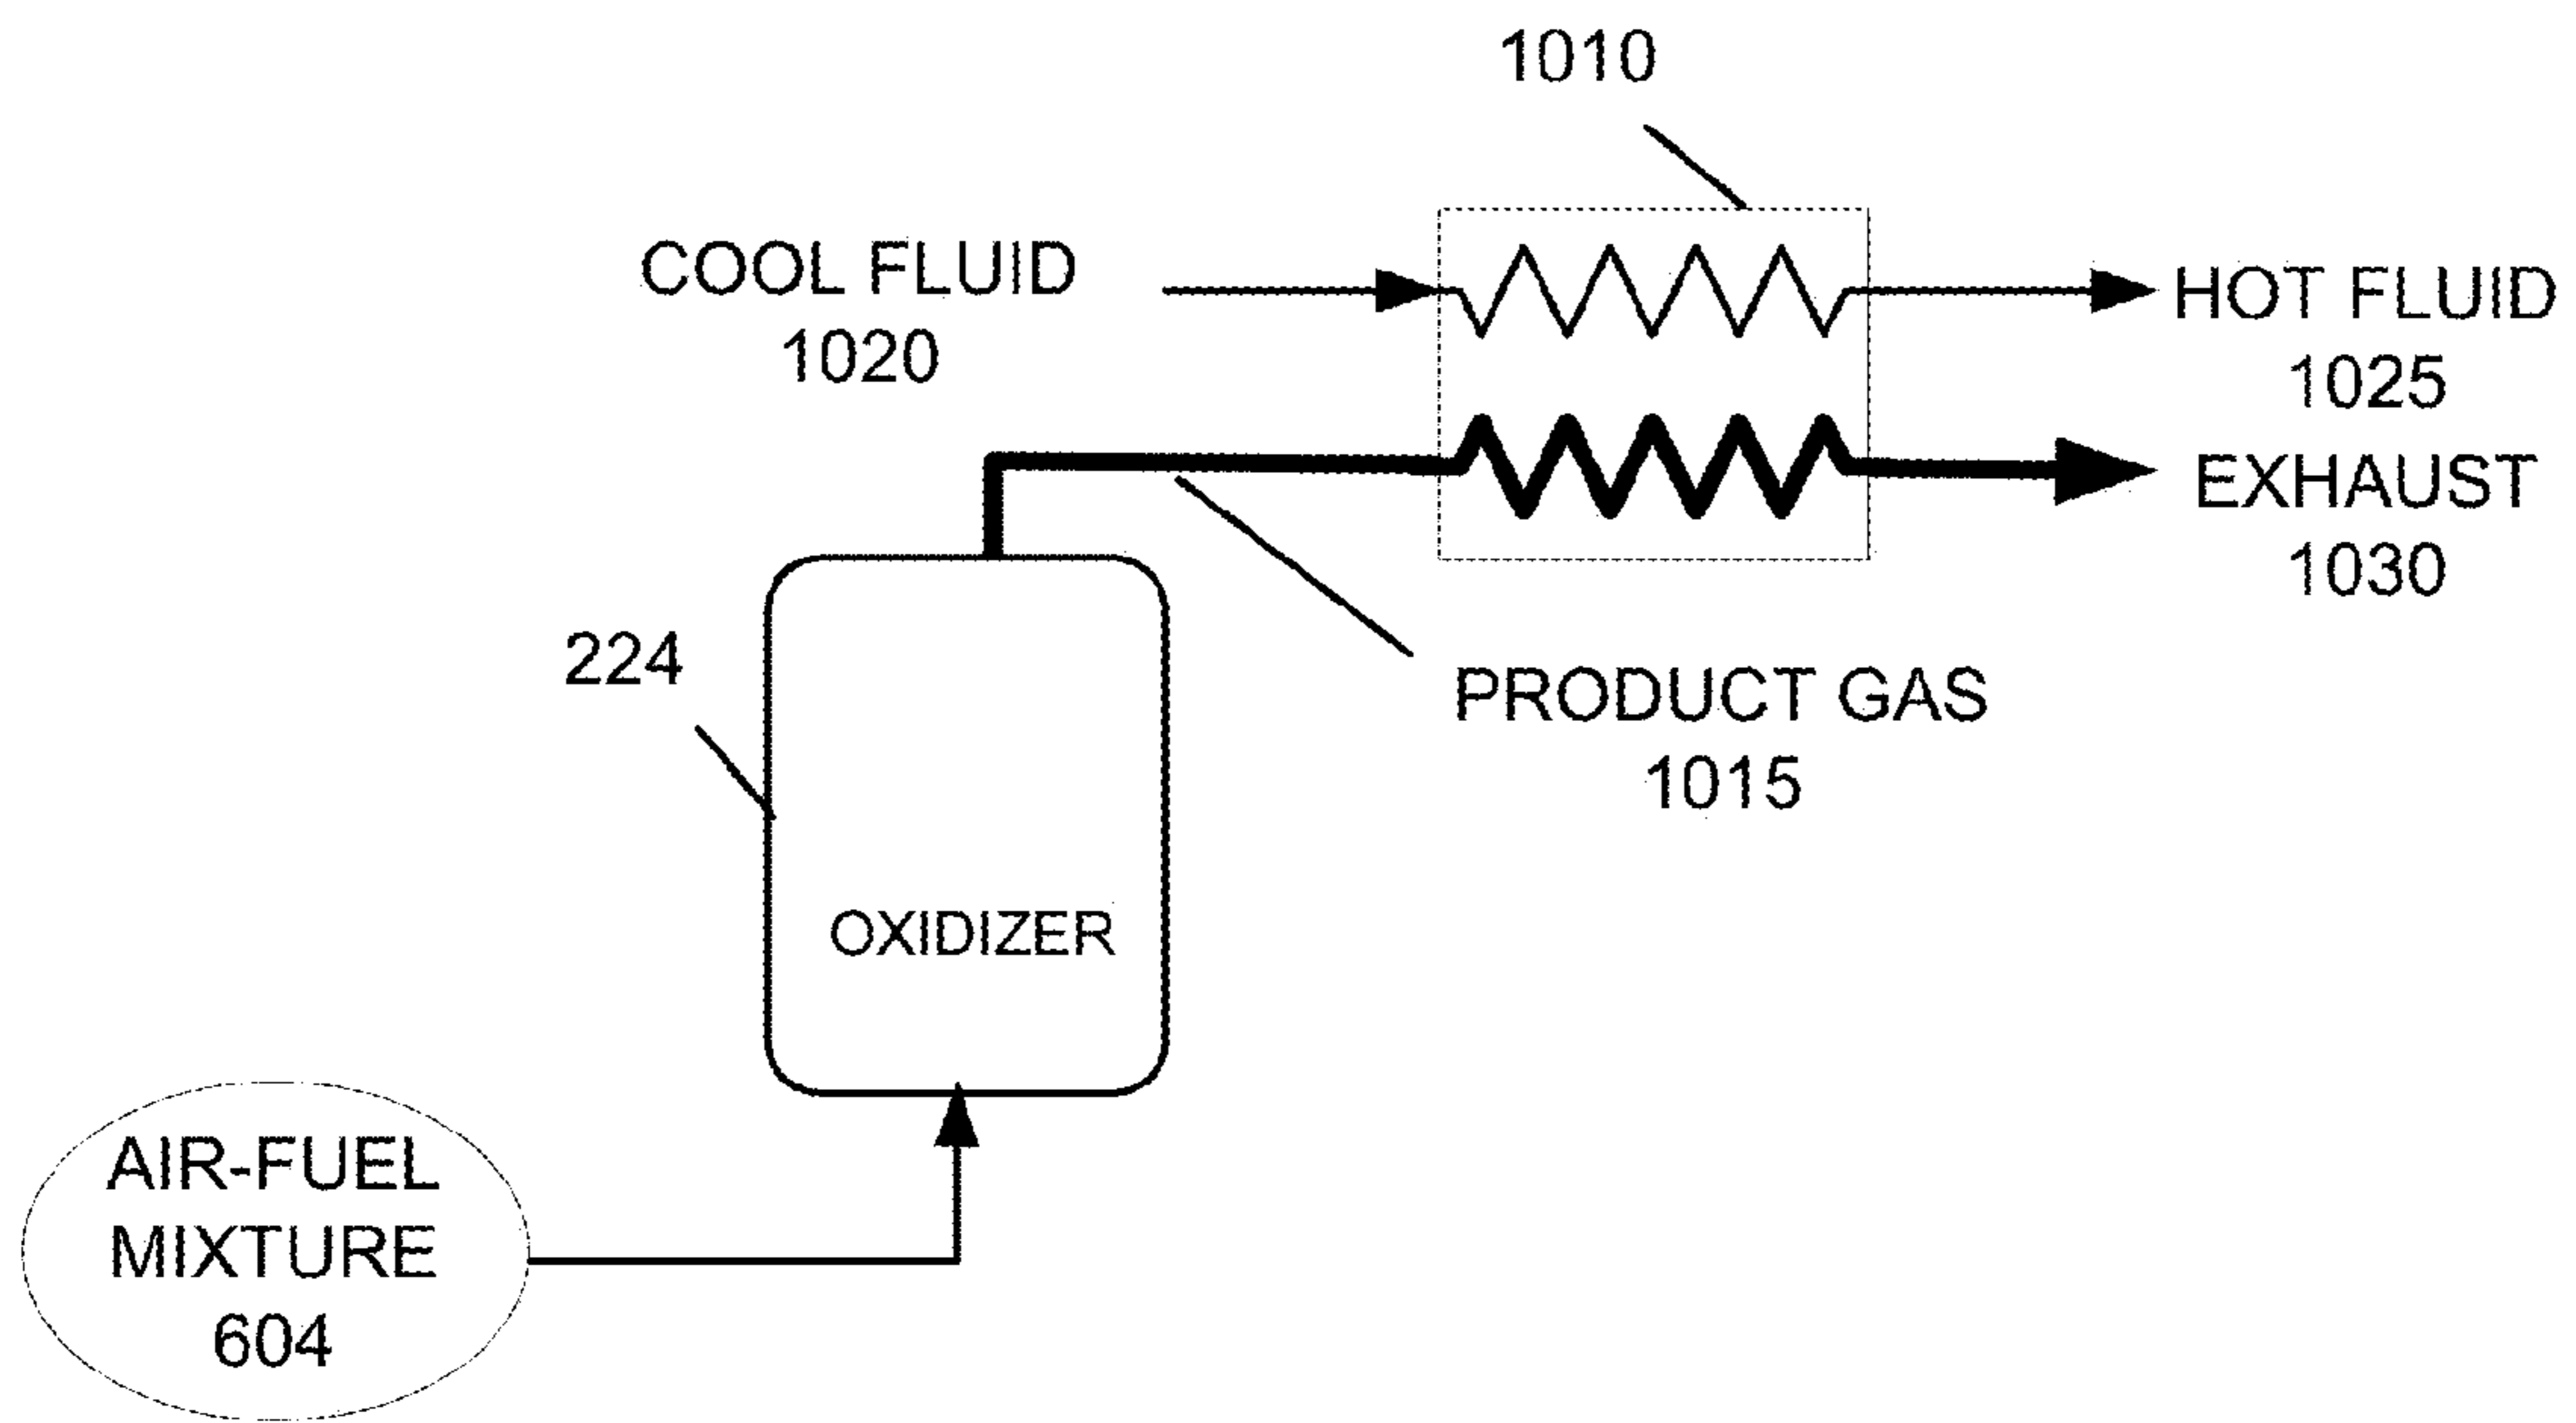 1010
COOL FLUID
1020
HOT FLUID
1025
EXHAUST
1030
224
PRODUCT GAS
1015
OXIDIZER
AIR-FUEL
MIXTURE
604